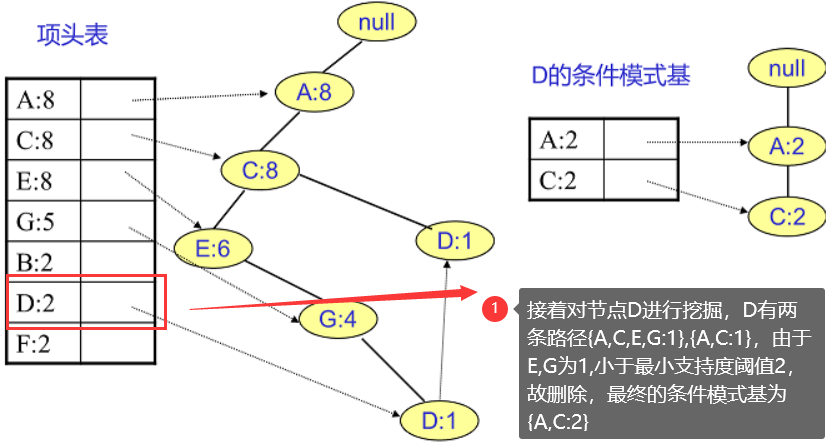 项头表
A:8
C:8
E:8
G:5
B:2
D:2
F:2
null
A:8
C:8
E:6
D:1
G:4
D:1
D的条件模式基
A:2
C:2
null
A:2
C:2
1
接着对节点D进行挖掘，D有两
条路径{A,C,E,G:1},{A,C:1}，由于
E,G为1,小于最小支持度阈值2，
故删除，最终的条件模式基为
{A,C:2}